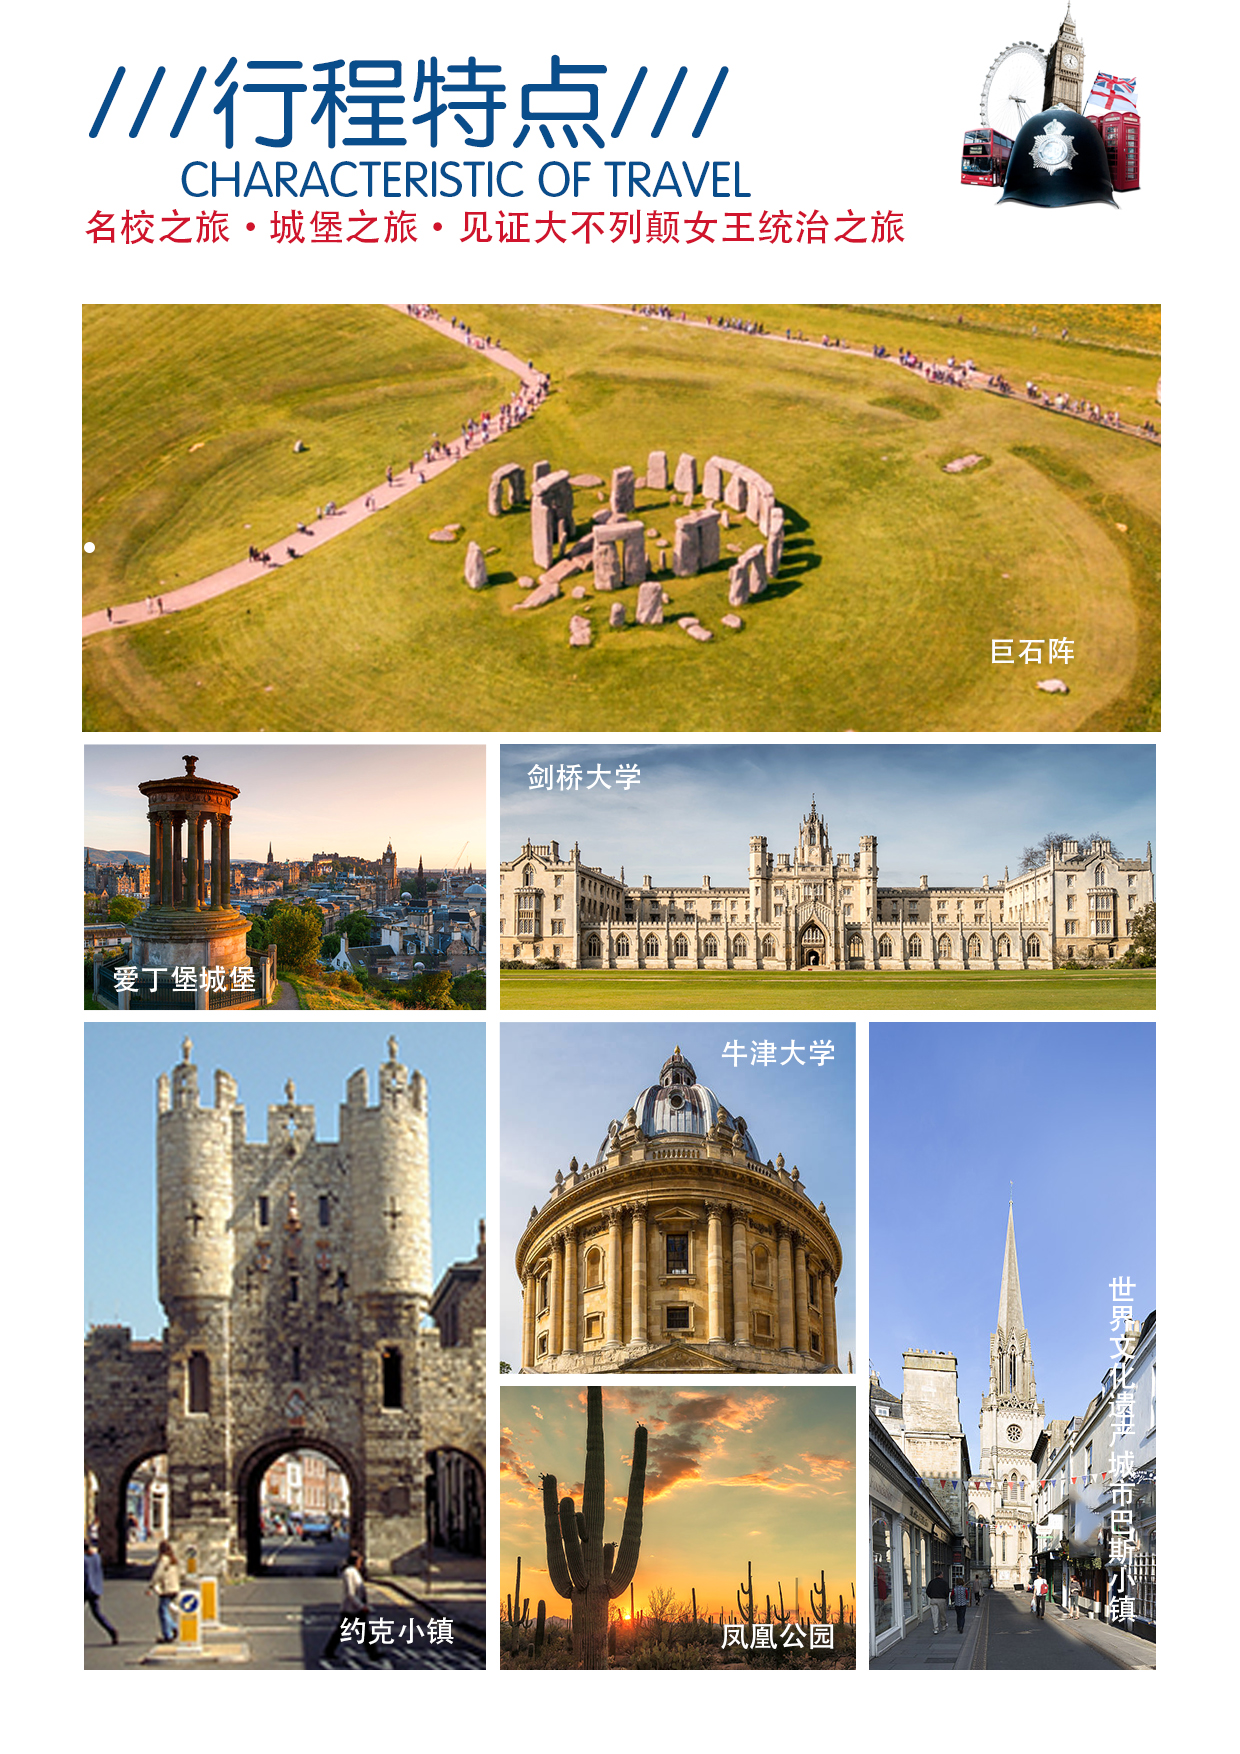 ///行程特点///
CHARACTERISTIC OF TRAVEL
名校之旅·城堡之旅·见证大不列颠女王统治之旅
巨石阵
剑桥大学
爱丁堡城堡
牛津大学
世界文化遗产城市巴斯小镇
约克小镇
凤凰公园